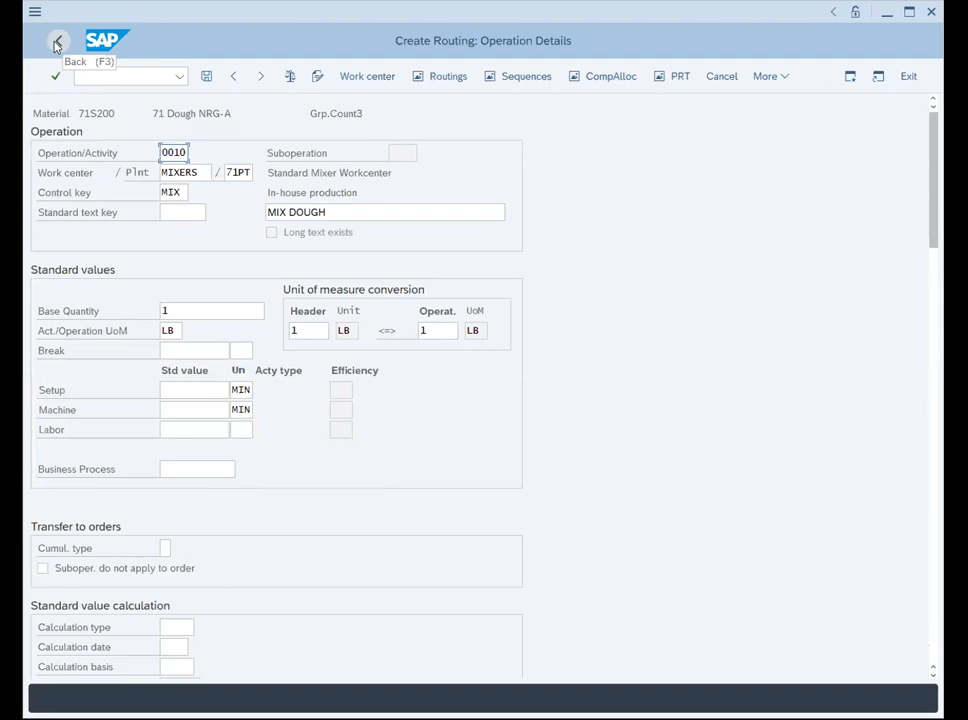 SAP
Create Routing: Operation Details
Back (F3)
Work center Routings Sequences CompAlloc PRT Cancel More Exit
Material 71S200 71 Dough NRG-A Grp.Count3
Operation
Operation/Activity 0010 Suboperation
Work center / Plnt MIXERS / 71PT Standard Mixer Workcenter
Control key MIX In-house production
Standard text key MIX DOUGH
Long text exists
Standard values
Unit of measure conversion
Header Unit Operat. UoM
Base Quantity 1
Act./Operation UoM LB 1 LB <=> 1 LB
Break
Std value Un Acty type Efficiency
Setup MIN
Machine MIN
Labor
Business Process
Transfer to orders
Cumul. type
Suboper. do not apply to order
Standard value calculation
Calculation type
Calculation date
Calculation basis